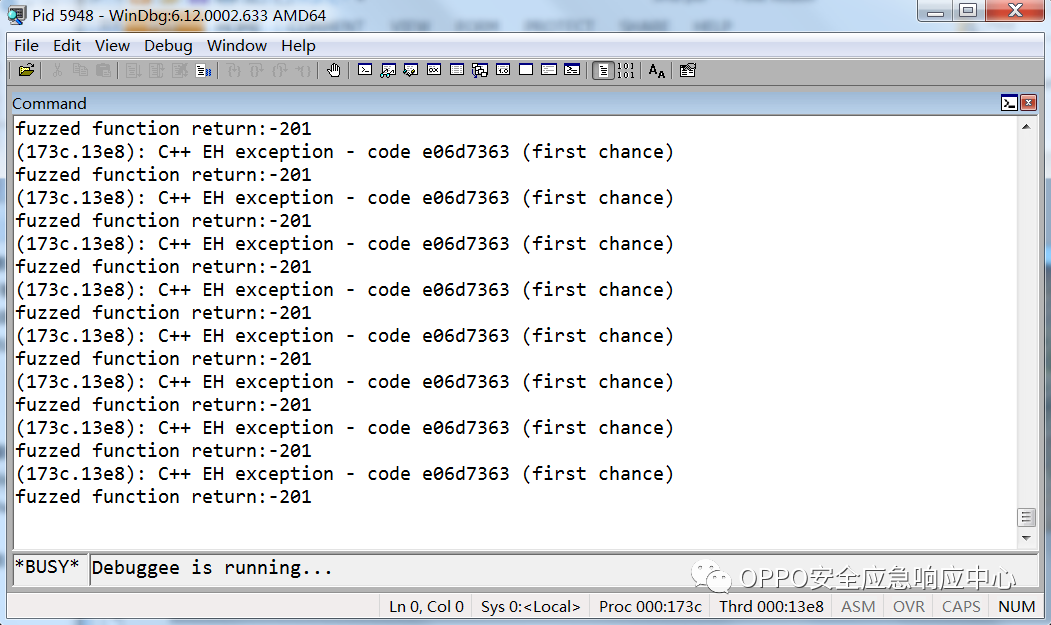 Pid 5948 - WinDbg:6.12.0002.633 AMD64
File Edit View Debug Window Help
Command
fuzzed function return:-201
(173c.13e8): C++ EH exception - code e06d7363 (first chance)
fuzzed function return:-201
(173c.13e8): C++ EH exception - code e06d7363 (first chance)
fuzzed function return:-201
(173c.13e8): C++ EH exception - code e06d7363 (first chance)
fuzzed function return:-201
(173c.13e8): C++ EH exception - code e06d7363 (first chance)
fuzzed function return:-201
(173c.13e8): C++ EH exception - code e06d7363 (first chance)
fuzzed function return:-201
(173c.13e8): C++ EH exception - code e06d7363 (first chance)
fuzzed function return:-201
(173c.13e8): C++ EH exception - code e06d7363 (first chance)
fuzzed function return:-201
(173c.13e8): C++ EH exception - code e06d7363 (first chance)
fuzzed function return:-201
*BUSY* Debuggee is running...
OPPO安全应急响应中心
Ln 0, Col 0 Sys 0:<Local> Proc 000:173c Thrd 000:13e8 ASM OVR CAPS NUM